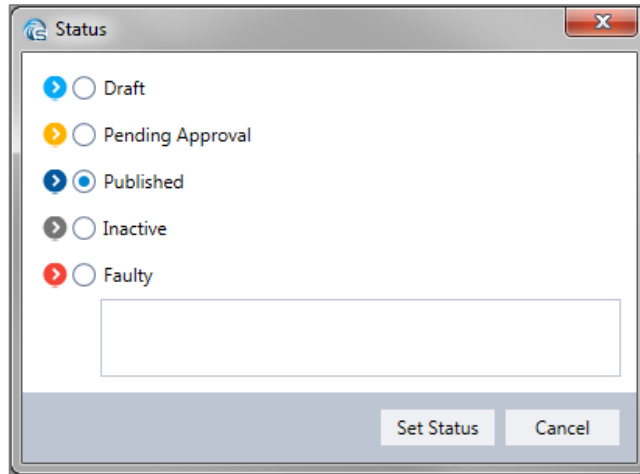 Status
Draft
Pending Approval
Published
Inactive
Faulty
Set Status Cancel